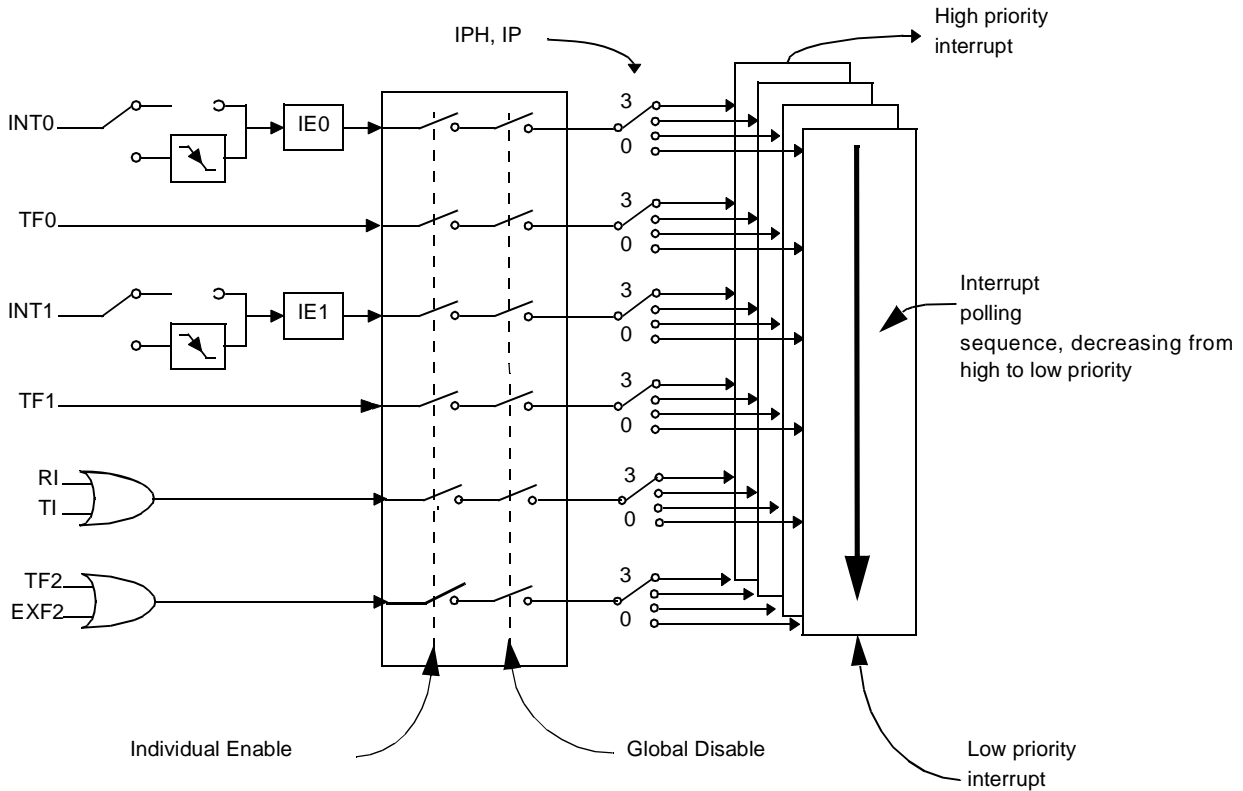 High priority
interrupt
IPH, IP
3
INT0
IE0
0
3
TF0
0
3
INT1
IE1
0
Interrupt
polling
sequence, decreasing from
high to low priority
3
TF1
0
RI
3
TI
0
TF2
3
EXF2
0
Individual Enable
Global Disable
Low priority
interrupt